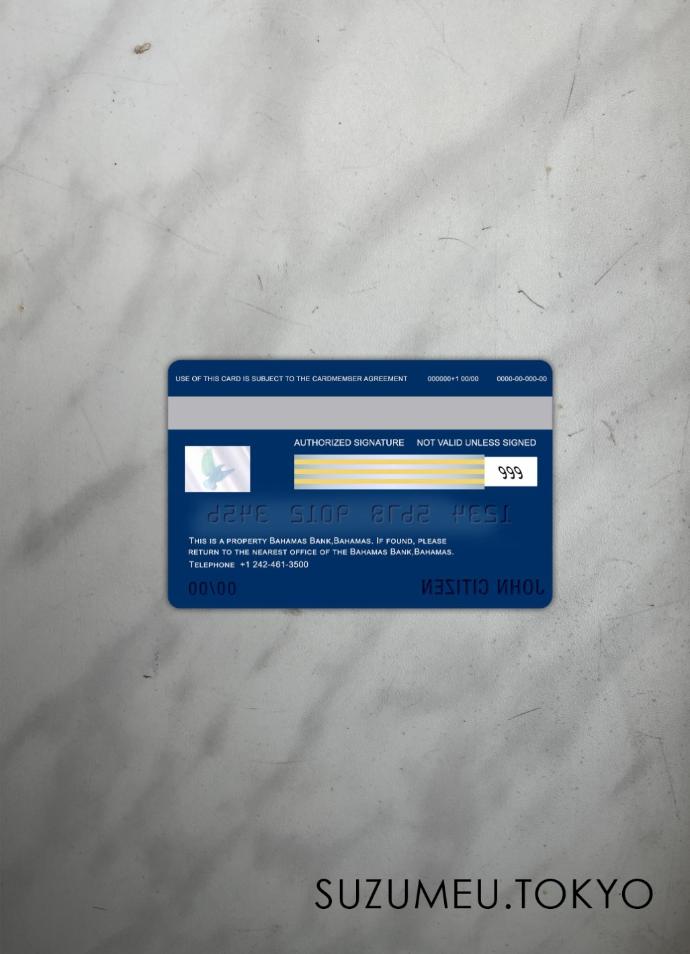 USE OF THIS CARD IS SUBJECT TO THE CARDMEMBER AGREEMENT 000000+1 00/00 0000-00-000-00
AUTHORIZED SIGNATURE NOT VALID UNLESS SIGNED
999
1234 5678 9012 3456
THIS IS A PROPERTY BAHAMAS BANK,BAHAMAS. IF FOUND, PLEASE
RETURN TO THE NEAREST OFFICE OF THE BAHAMAS BANK,BAHAMAS.
TELEPHONE +1 242-461-3500
00/00 JOHN CITIZEN
SUZUMEU.TOKYO